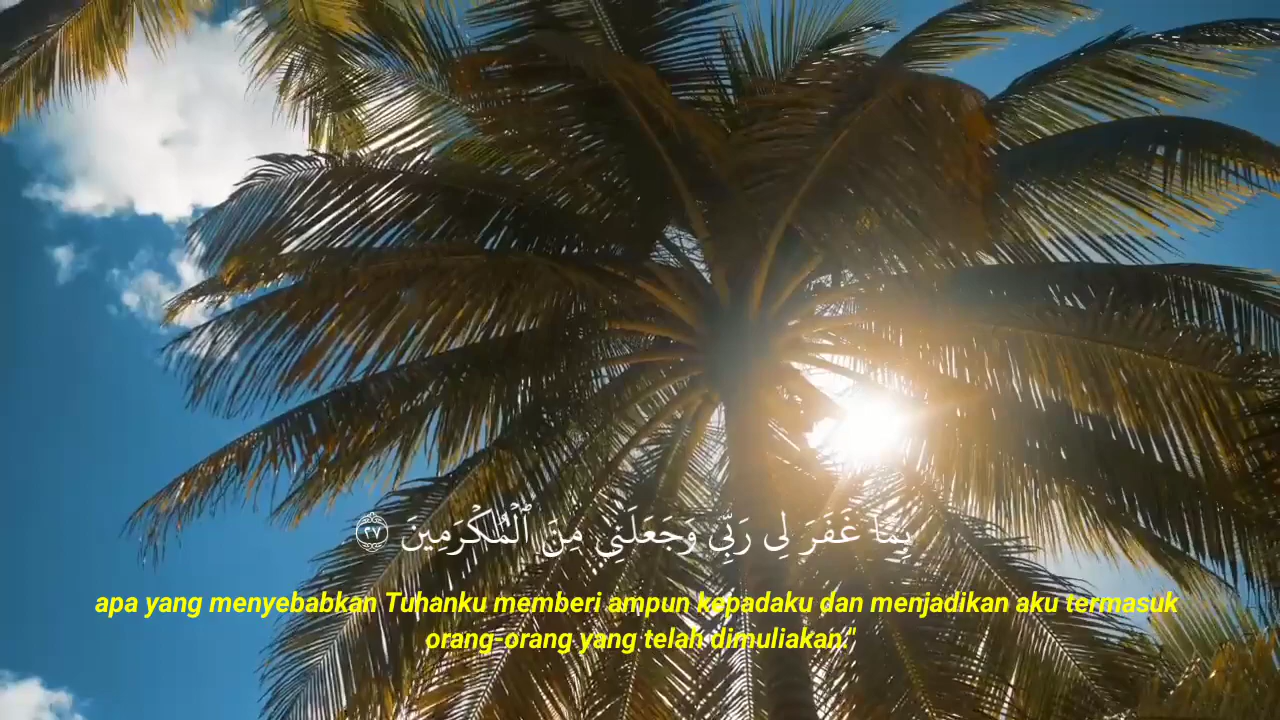 بِمَا غَفَرَ لِى رَبِّى وَجَعَلَنِى مِنَ ٱلْمُكْرَمِينَ ٢٧
apa yang menyebabkan Tuhanku memberi ampun kepadaku dan menjadikan aku termasuk
orang-orang yang telah dimuliakan."